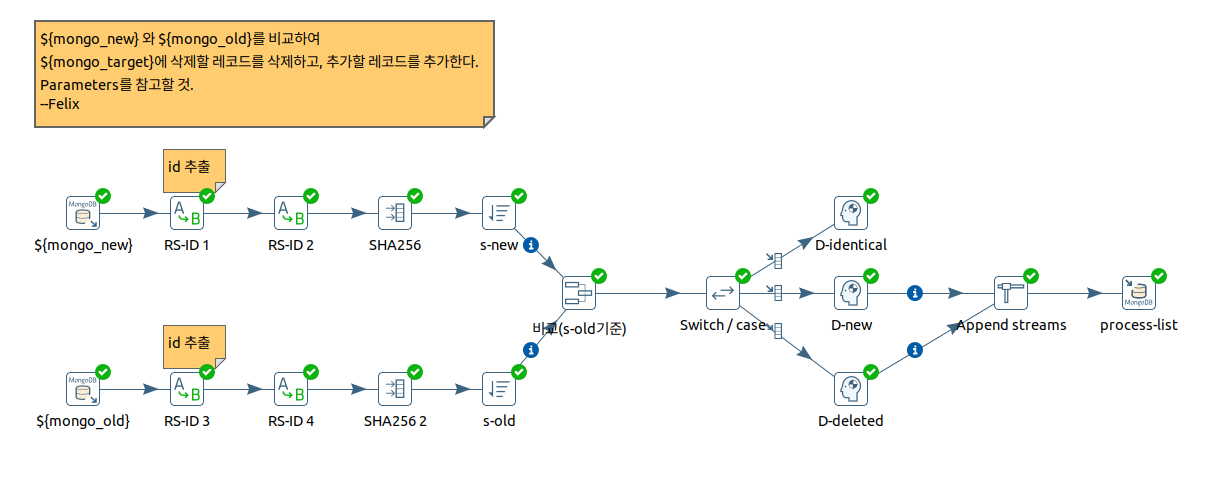 ${mongo_new} 와 ${mongo_old}를 비교하여
${mongo_target}에 삭제할 레코드를 삭제하고, 추가할 레코드를 추가한다.
Parameters를 참고할 것.
--Felix
id 추출
MongoDB
A B
A B
${mongo_new}
RS-ID 1
RS-ID 2
SHA256
s-new
D-identical
비교(s-old기준)
Switch / case
D-new
Append streams
MongoDB
process-list
id 추출
MongoDB
A B
A B
${mongo_old}
RS-ID 3
RS-ID 4
SHA256 2
s-old
D-deleted